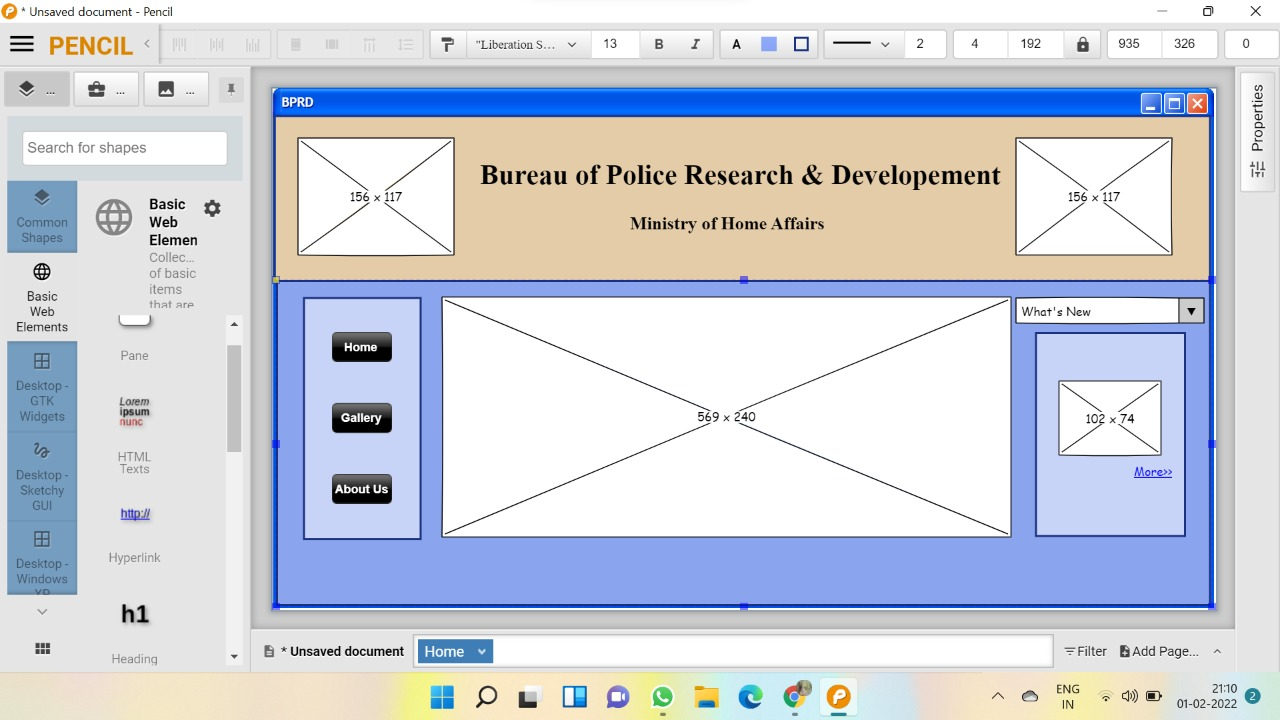 * Unsaved document - Pencil
PENCIL
"Liberation S...
13
B
I
A
2
4
192
935
326
0
...
...
...
Search for shapes
Properties
Common
Shapes
Basic
Web
Elements
Desktop -
GTK
Widgets
Desktop -
Sketchy
GUI
Desktop -
Windows
XP
Basic
Web
Elemen
Collec...
of basic
items
that are
Pane
Lorem
ipsum
nunc
HTML
Texts
http://
Hyperlink
h1
Heading
BPRD
156 x 117
Bureau of Police Research & Developement
Ministry of Home Affairs
156 x 117
Home
Gallery
About Us
569 x 240
What's New
102 x 74
More>>
* Unsaved document
Home
Filter
Add Page...
ENG
IN
21:10
01-02-2022
2